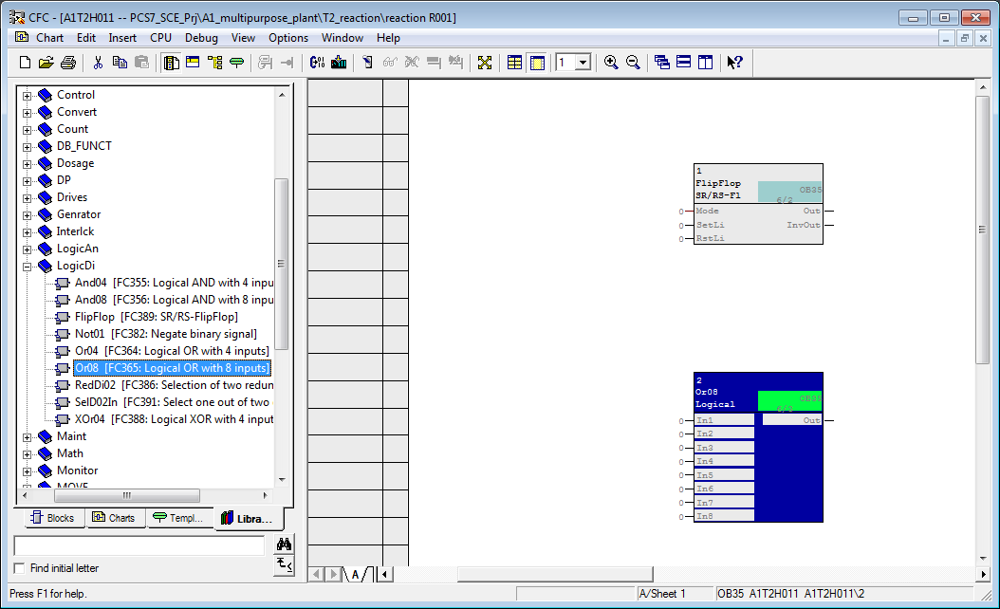 CFC - [A1T2H011 -- PCS7_SCE_Prj\A1_multipurpose_plant\T2_reaction\reaction R001]
Chart Edit Insert CPU Debug View Options Window Help
1
Control
Convert
Count
DB_FUNCT
Dosage
DP
Drives
Genrator
Interlck
LogicAn
LogicDi
And04 [FC355: Logical AND with 4 inpu
And08 [FC356: Logical AND with 8 inpu
FlipFlop [FC389: SR/RS-FlipFlop]
Not01 [FC382: Negate binary signal]
Or04 [FC364: Logical OR with 4 inputs]
Or08 [FC365: Logical OR with 8 inputs]
RedDi02 [FC386: Selection of two redun
SelD02In [FC391: Select one out of two
XOr04 [FC388: Logical XOR with 4 input
Maint
Math
Monitor
MOVE
Blocks Charts Templ... Libra...
Find initial letter
1
FlipFlop
SR/RS-Fl
OB35
6/2
0 Mode Out
0 SetLi InvOut
0 RstLi
2
Or08
Logical
OB35
6/3
0 In1 Out
0 In2
0 In3
0 In4
0 In5
0 In6
0 In7
0 In8
A
Press F1 for help.
A/Sheet 1
OB35 A1T2H011 A1T2H011\2